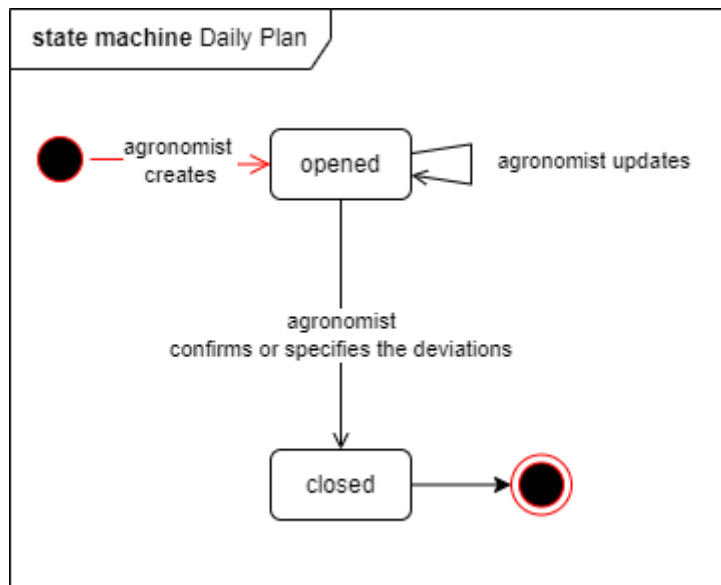 state machine Daily Plan
agronomist
creates
opened
agronomist updates
agronomist
confirms or specifies the deviations
closed